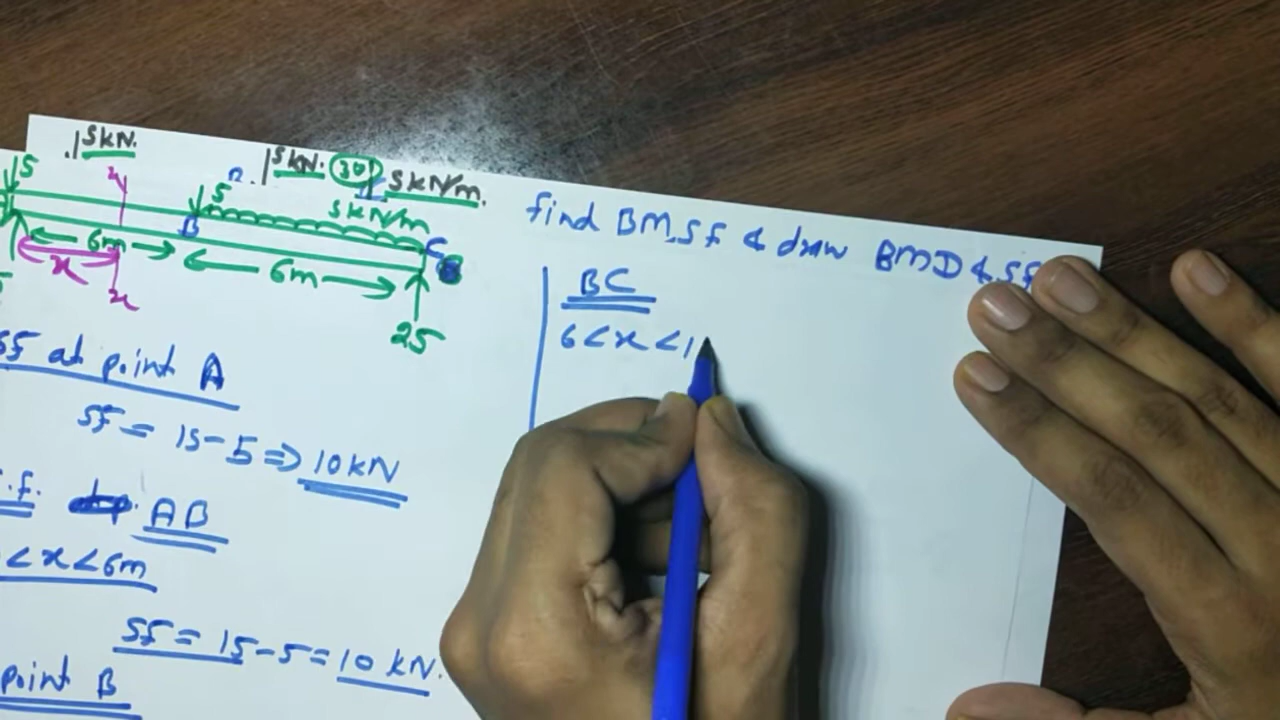 .|5kN. .|5kN. 30 5kN/m.
5 5 5kN/m
B C
6m 6m
x x
25
find BM, SF & draw BMD & SF
BC
6<x<1
SF at point A
SF = 15-5 => 10kN
.F. AB
<x<6m
SF = 15-5 = 10 kN.
point B